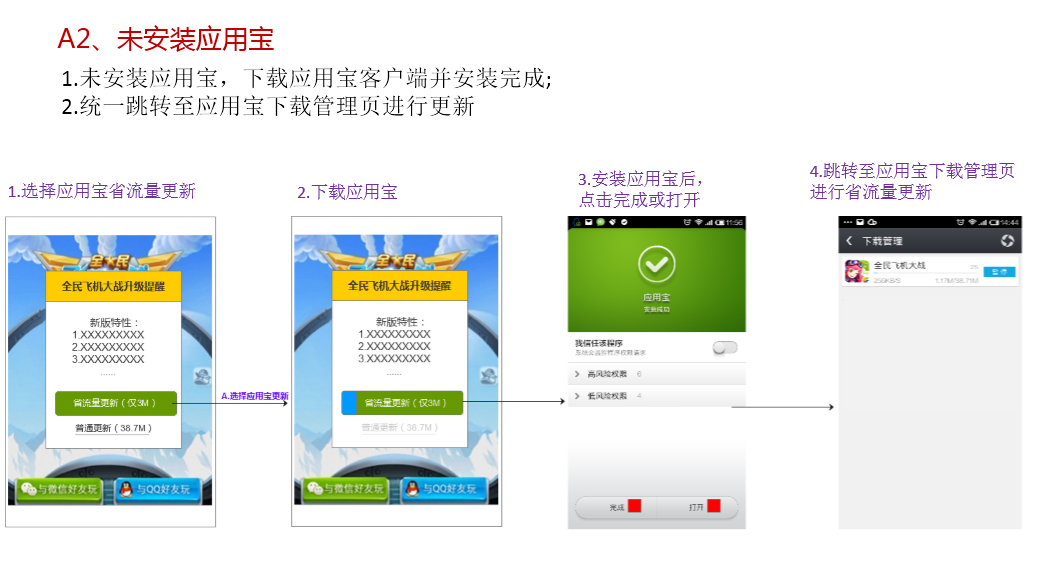 A2、未安装应用宝
1.未安装应用宝，下载应用宝客户端并安装完成;
2.统一跳转至应用宝下载管理页进行更新
1.选择应用宝省流量更新
2.下载应用宝
3.安装应用宝后，
点击完成或打开
4.跳转至应用宝下载管理页
进行省流量更新
全民
全民飞机大战升级提醒
新版特性：
1.XXXXXXXXX
2.XXXXXXXXX
3.XXXXXXXXX
......
省流量更新（仅3M）
普通更新（38.7M）
与微信好友玩
与QQ好友玩
A.选择应用宝更新
全民
全民飞机大战升级提醒
新版特性：
1.XXXXXXXXX
2.XXXXXXXXX
3 XXXXXXXXX
......
省流量更新（仅3M）
普通更新（38.7M）
与微信好友玩
与QQ好友玩
11:56
应用宝
安装成功
我信任该程序
高风险权限 6
低风险权限 4
完成
打开
14:44
下载管理
全民飞机大战
暂停
256KB/S
1.17M/38.71M